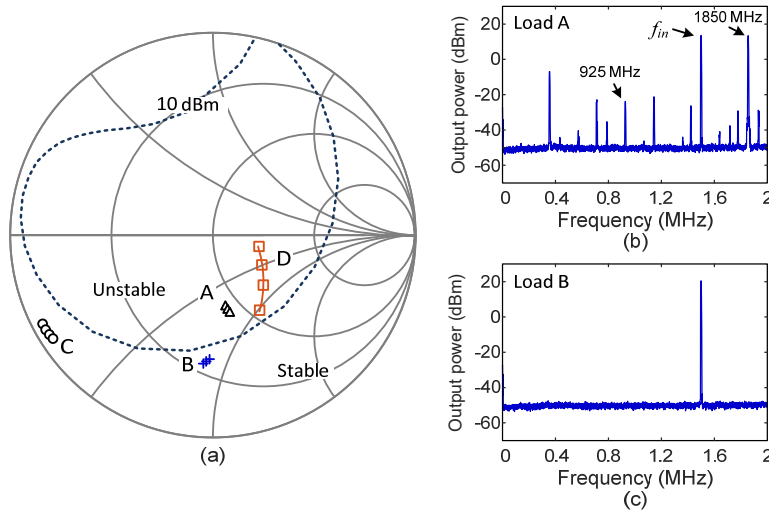 10 dBm
Unstable
A
D
B
C
Stable
(a)
Load A
f_in
1850 MHz
925 MHz
Output power (dBm)
20
0
-20
-40
-60
0 0.4 0.8 1.2 1.6 2
Frequency (MHz)
(b)
Load B
Output power (dBm)
20
0
-20
-40
-60
0 0.4 0.8 1.2 1.6 2
Frequency (MHz)
(c)